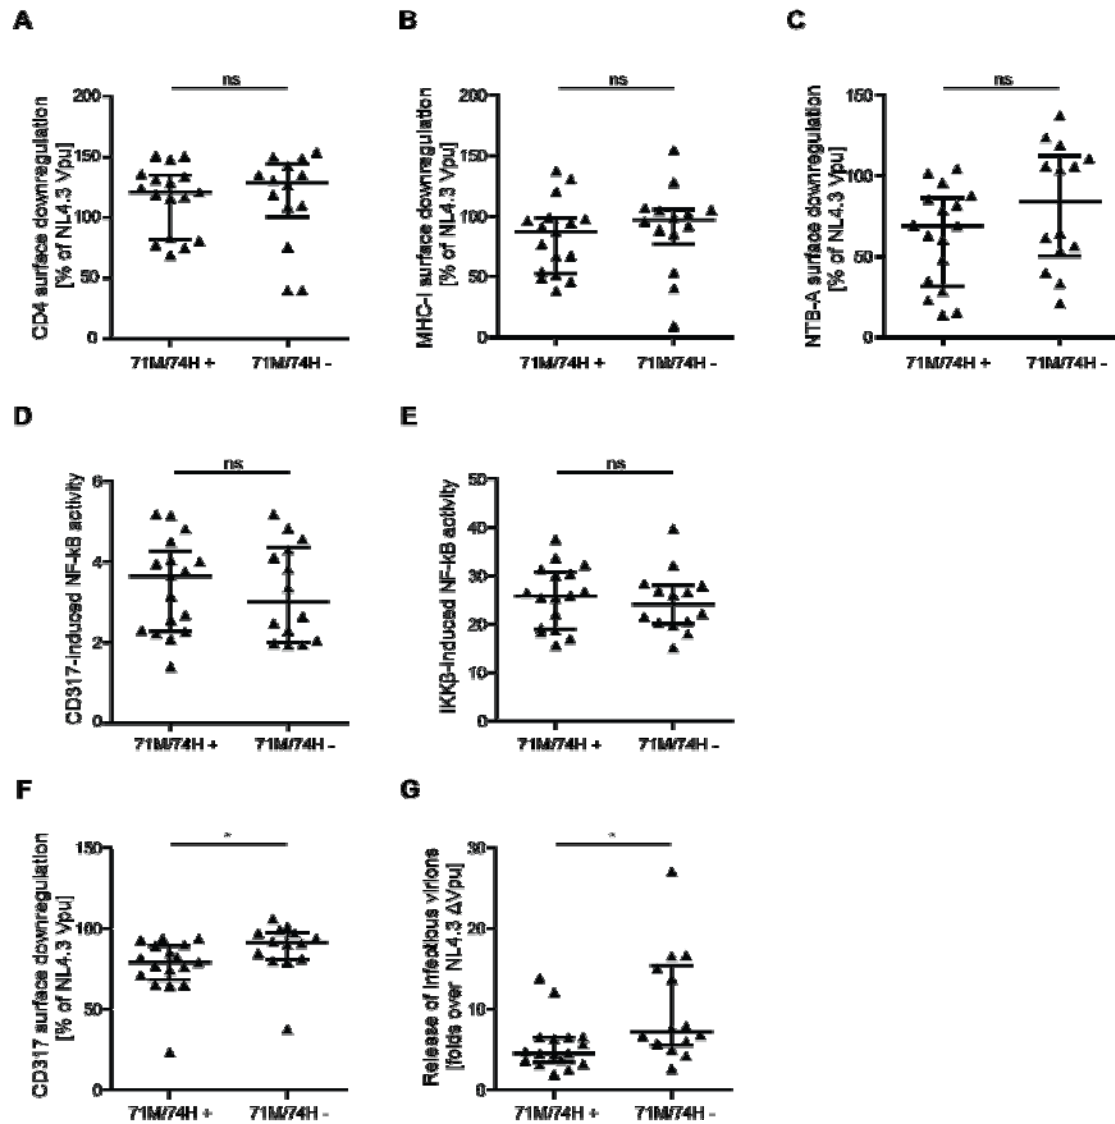 A
B
C
ns
ns
ns
CD4 surface downregulation
[% of NL4.3 Vpu]
200
150
100
50
0
71M/74H +
71M/74H -
MHC-I surface downregulation
[% of NL4.3 Vpu]
200
150
100
50
0
71M/74H +
71M/74H -
NTB-A surface downregulation
[% of NL4.3 Vpu]
150
100
50
0
71M/74H +
71M/74H -
D
E
ns
ns
CD317-induced NF-kB activity
6
4
2
0
71M/74H +
71M/74H -
IKKβ-induced NF-kB activity
50
40
30
20
10
0
71M/74H +
71M/74H -
F
G
*
*
CD317 surface downregulation
[% of NL4.3 Vpu]
150
100
50
0
71M/74H +
71M/74H -
Release of infectious virions
[folds over NL4.3 ΔVpu]
30
20
10
0
71M/74H +
71M/74H -